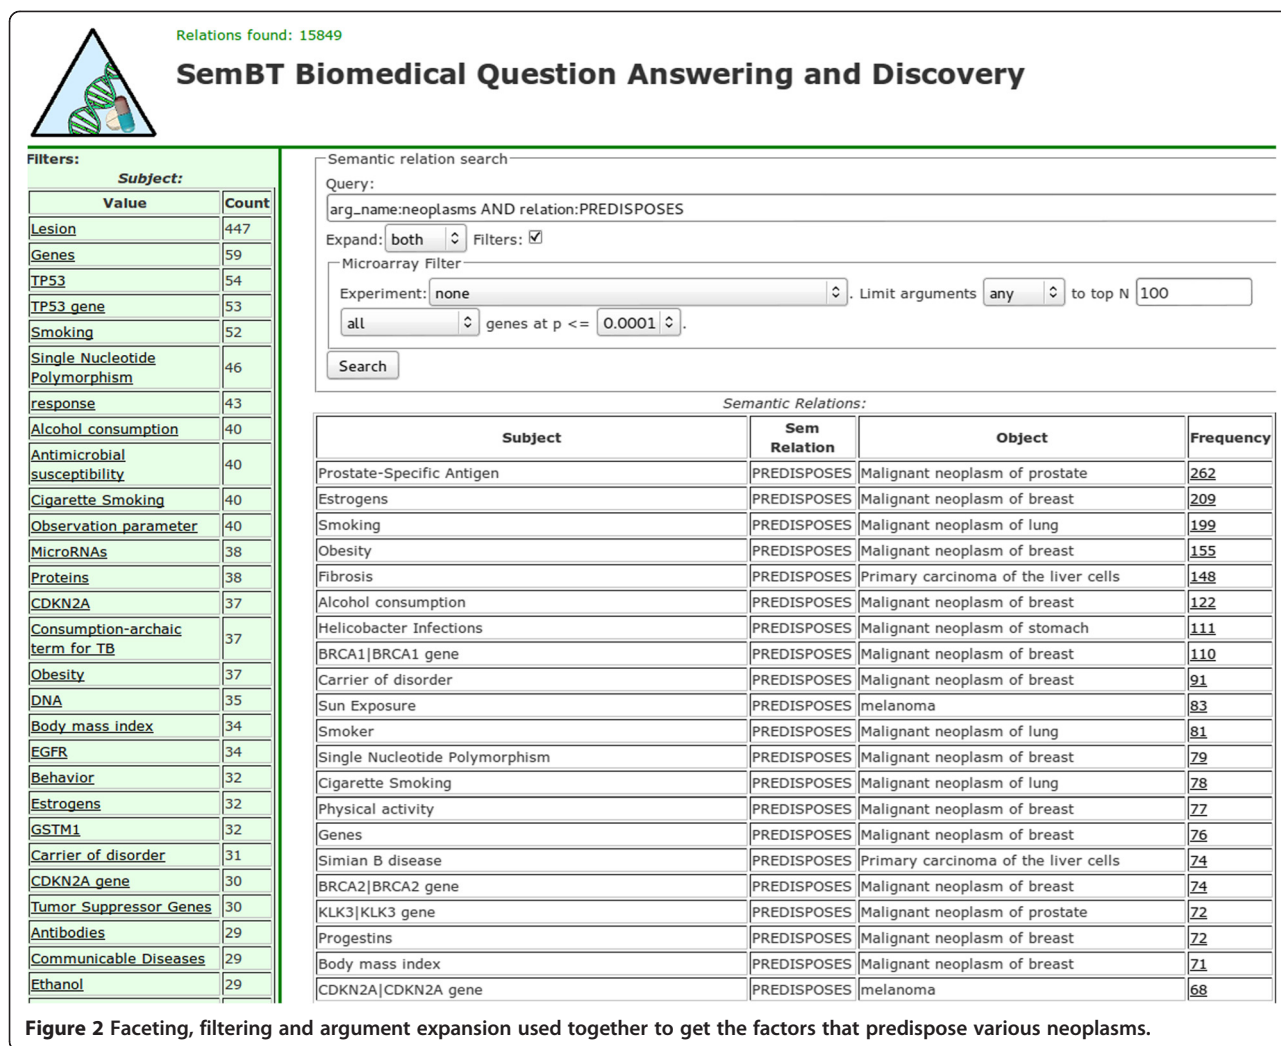 Relations found: 15849
SemBT Biomedical Question Answering and Discovery
Filters:
Subject:
Value Count
Lesion 447
Genes 59
TP53 54
TP53 gene 53
Smoking 52
Single Nucleotide
Polymorphism 46
response 43
Alcohol consumption 40
Antimicrobial
susceptibility 40
Cigarette Smoking 40
Observation parameter 40
MicroRNAs 38
Proteins 38
CDKN2A 37
Consumption-archaic
term for TB 37
Obesity 37
DNA 35
Body mass index 34
EGFR 34
Behavior 32
Estrogens 32
GSTM1 32
Carrier of disorder 31
CDKN2A gene 30
Tumor Suppressor Genes 30
Antibodies 29
Communicable Diseases 29
Ethanol 29
Semantic relation search
Query:
arg_name:neoplasms AND relation:PREDISPOSES
Expand: both Filters:
Microarray Filter
Experiment: none . Limit arguments any to top N 100
all genes at p <= 0.0001 .
Search
Semantic Relations:
Subject Sem Relation Object Frequency
Prostate-Specific Antigen PREDISPOSES Malignant neoplasm of prostate 262
Estrogens PREDISPOSES Malignant neoplasm of breast 209
Smoking PREDISPOSES Malignant neoplasm of lung 199
Obesity PREDISPOSES Malignant neoplasm of breast 155
Fibrosis PREDISPOSES Primary carcinoma of the liver cells 148
Alcohol consumption PREDISPOSES Malignant neoplasm of breast 122
Helicobacter Infections PREDISPOSES Malignant neoplasm of stomach 111
BRCA1|BRCA1 gene PREDISPOSES Malignant neoplasm of breast 110
Carrier of disorder PREDISPOSES Malignant neoplasm of breast 91
Sun Exposure PREDISPOSES melanoma 83
Smoker PREDISPOSES Malignant neoplasm of lung 81
Single Nucleotide Polymorphism PREDISPOSES Malignant neoplasm of breast 79
Cigarette Smoking PREDISPOSES Malignant neoplasm of lung 78
Physical activity PREDISPOSES Malignant neoplasm of breast 77
Genes PREDISPOSES Malignant neoplasm of breast 76
Simian B disease PREDISPOSES Primary carcinoma of the liver cells 74
BRCA2|BRCA2 gene PREDISPOSES Malignant neoplasm of breast 74
KLK3|KLK3 gene PREDISPOSES Malignant neoplasm of prostate 72
Progestins PREDISPOSES Malignant neoplasm of breast 72
Body mass index PREDISPOSES Malignant neoplasm of breast 71
CDKN2A|CDKN2A gene PREDISPOSES melanoma 68
Figure 2 Faceting, filtering and argument expansion used together to get the factors that predispose various neoplasms.